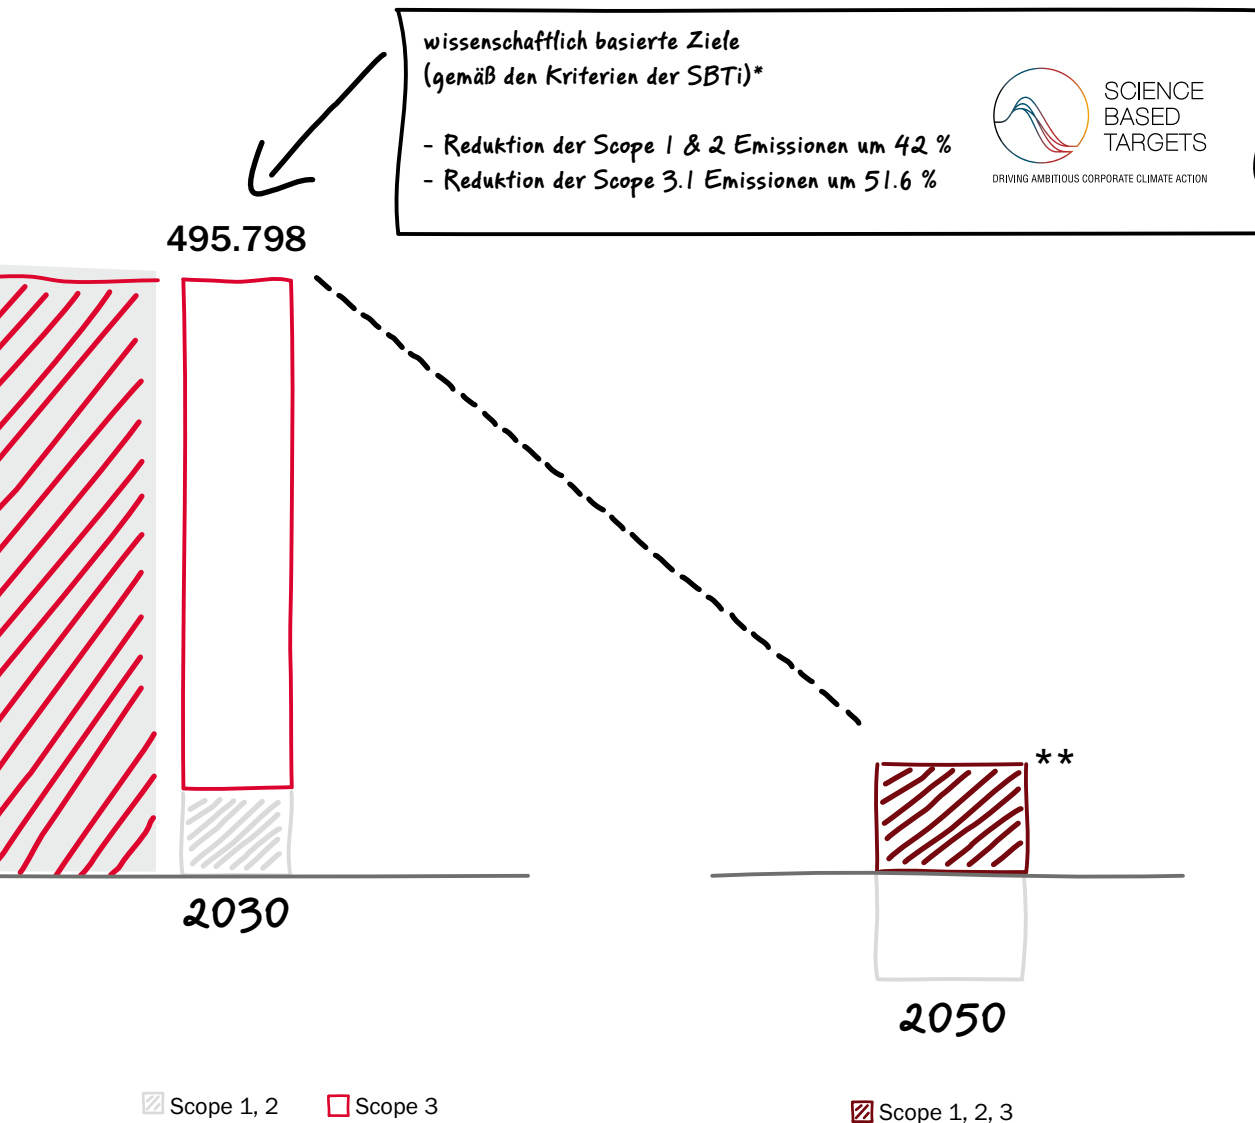 wissenschaftlich basierte Ziele
(gemäß den Kriterien der SBTi)*
- Reduktion der Scope 1 & 2 Emissionen um 42 %
- Reduktion der Scope 3.1 Emissionen um 51.6 %
SCIENCE
BASED
TARGETS
DRIVING AMBITIOUS CORPORATE CLIMATE ACTION
495.798
**
2030
2050
Scope 1, 2
Scope 3
Scope 1, 2, 3